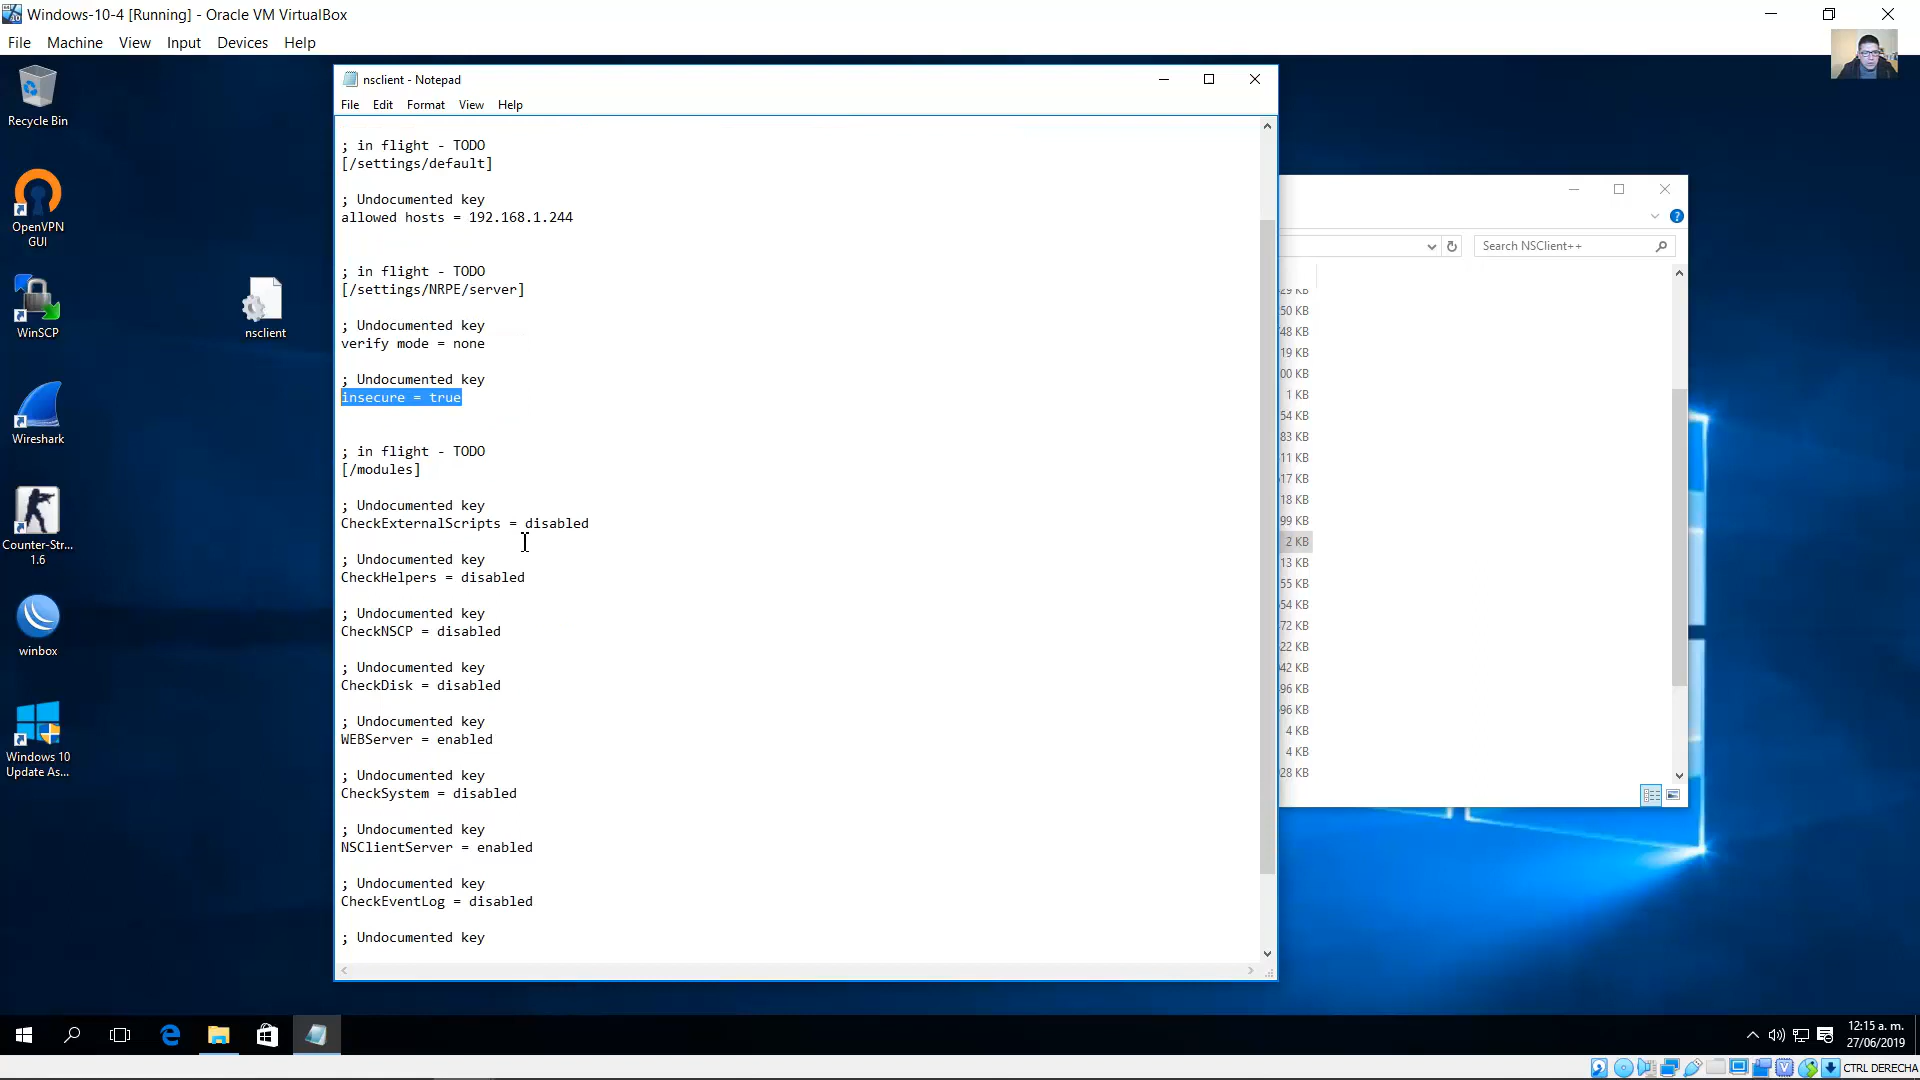 Windows-10-4 [Running] - Oracle VM VirtualBox
File Machine View Input Devices Help
Recycle Bin
OpenVPN
GUI
WinSCP
Wireshark
Counter-Str...
1.6
winbox
Windows 10
Update As...
nsclient
nsclient - Notepad
File Edit Format View Help
; in flight - TODO
[/settings/default]
; Undocumented key
allowed hosts = 192.168.1.244
; in flight - TODO
[/settings/NRPE/server]
; Undocumented key
verify mode = none
; Undocumented key
insecure = true
; in flight - TODO
[/modules]
; Undocumented key
CheckExternalScripts = disabled
; Undocumented key
CheckHelpers = disabled
; Undocumented key
CheckNSCP = disabled
; Undocumented key
CheckDisk = disabled
; Undocumented key
WEBServer = enabled
; Undocumented key
CheckSystem = disabled
; Undocumented key
NSClientServer = enabled
; Undocumented key
CheckEventLog = disabled
; Undocumented key
Search NSClient++
29 KB
50 KB
48 KB
19 KB
00 KB
1 KB
54 KB
83 KB
11 KB
17 KB
18 KB
99 KB
2 KB
13 KB
55 KB
54 KB
72 KB
22 KB
42 KB
96 KB
96 KB
4 KB
4 KB
28 KB
12:15 a. m.
27/06/2019
CTRL DERECHA